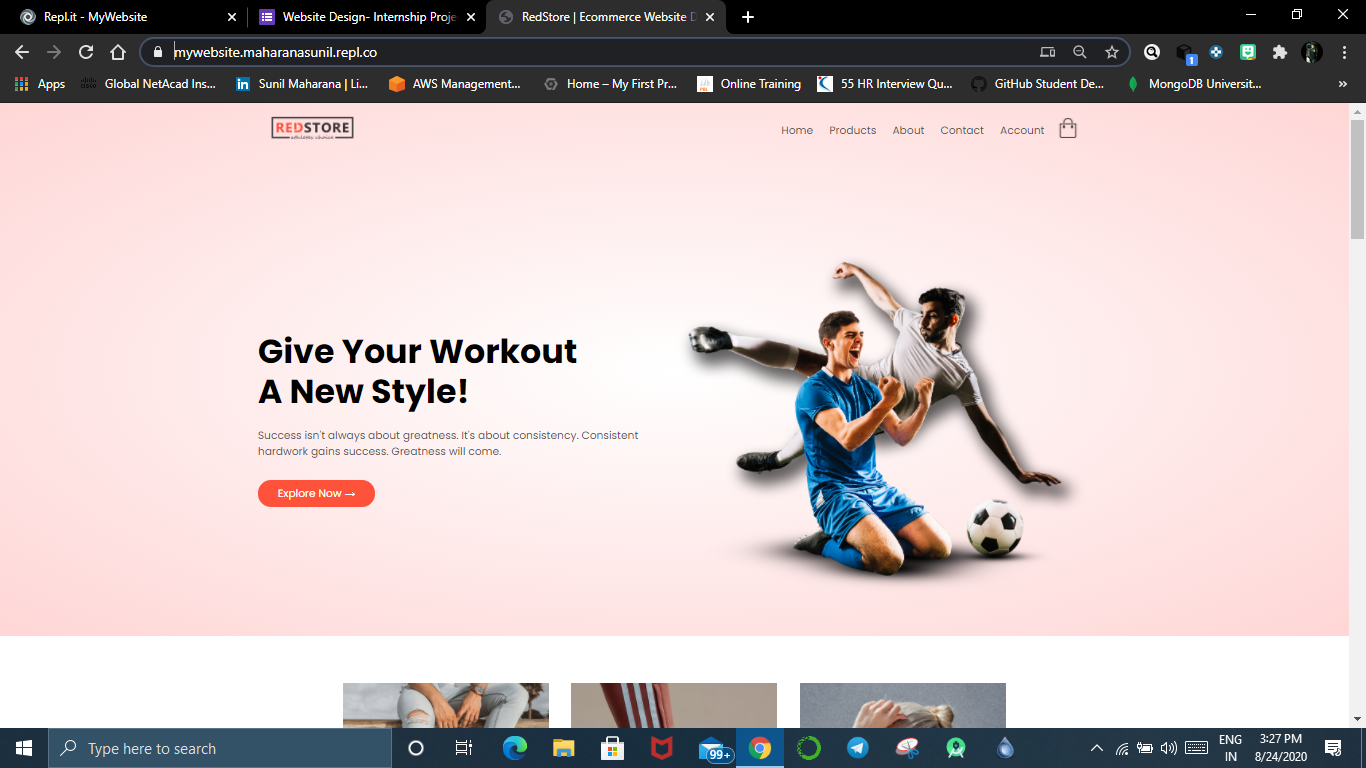 Repl.it - MyWebsite
Website Design- Internship Proje
RedStore | Ecommerce Website D
mywebsite.maharanasunil.repl.co
1
Apps
Global NetAcad Ins...
Sunil Maharana | Li...
AWS Management...
Home – My First Pr...
Online Training
55 HR Interview Qu...
GitHub Student De...
MongoDB Universit...
»
REDSTORE
athletes choice
Home
Products
About
Contact
Account
Give Your Workout
A New Style!
Success isn't always about greatness. It's about consistency. Consistent
hardwork gains success. Greatness will come.
Explore Now →
Type here to search
99+
ENG
IN
3:27 PM
8/24/2020